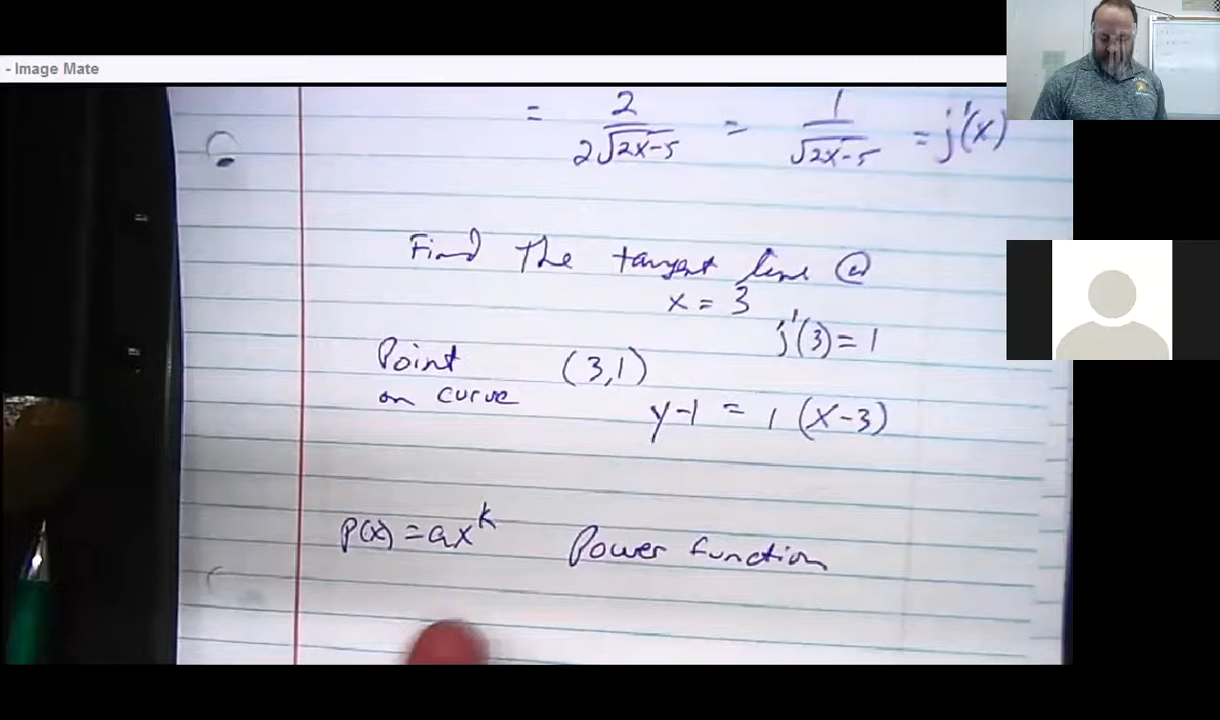 - Image Mate
= 2 / 2√2x-5 = 1 / √2x-5 = j'(x)
Find The tangent line @
x = 3
j'(3) = 1
Point (3,1)
on curve
y-1 = 1 (x-3)
P(x) = ax^k Power function